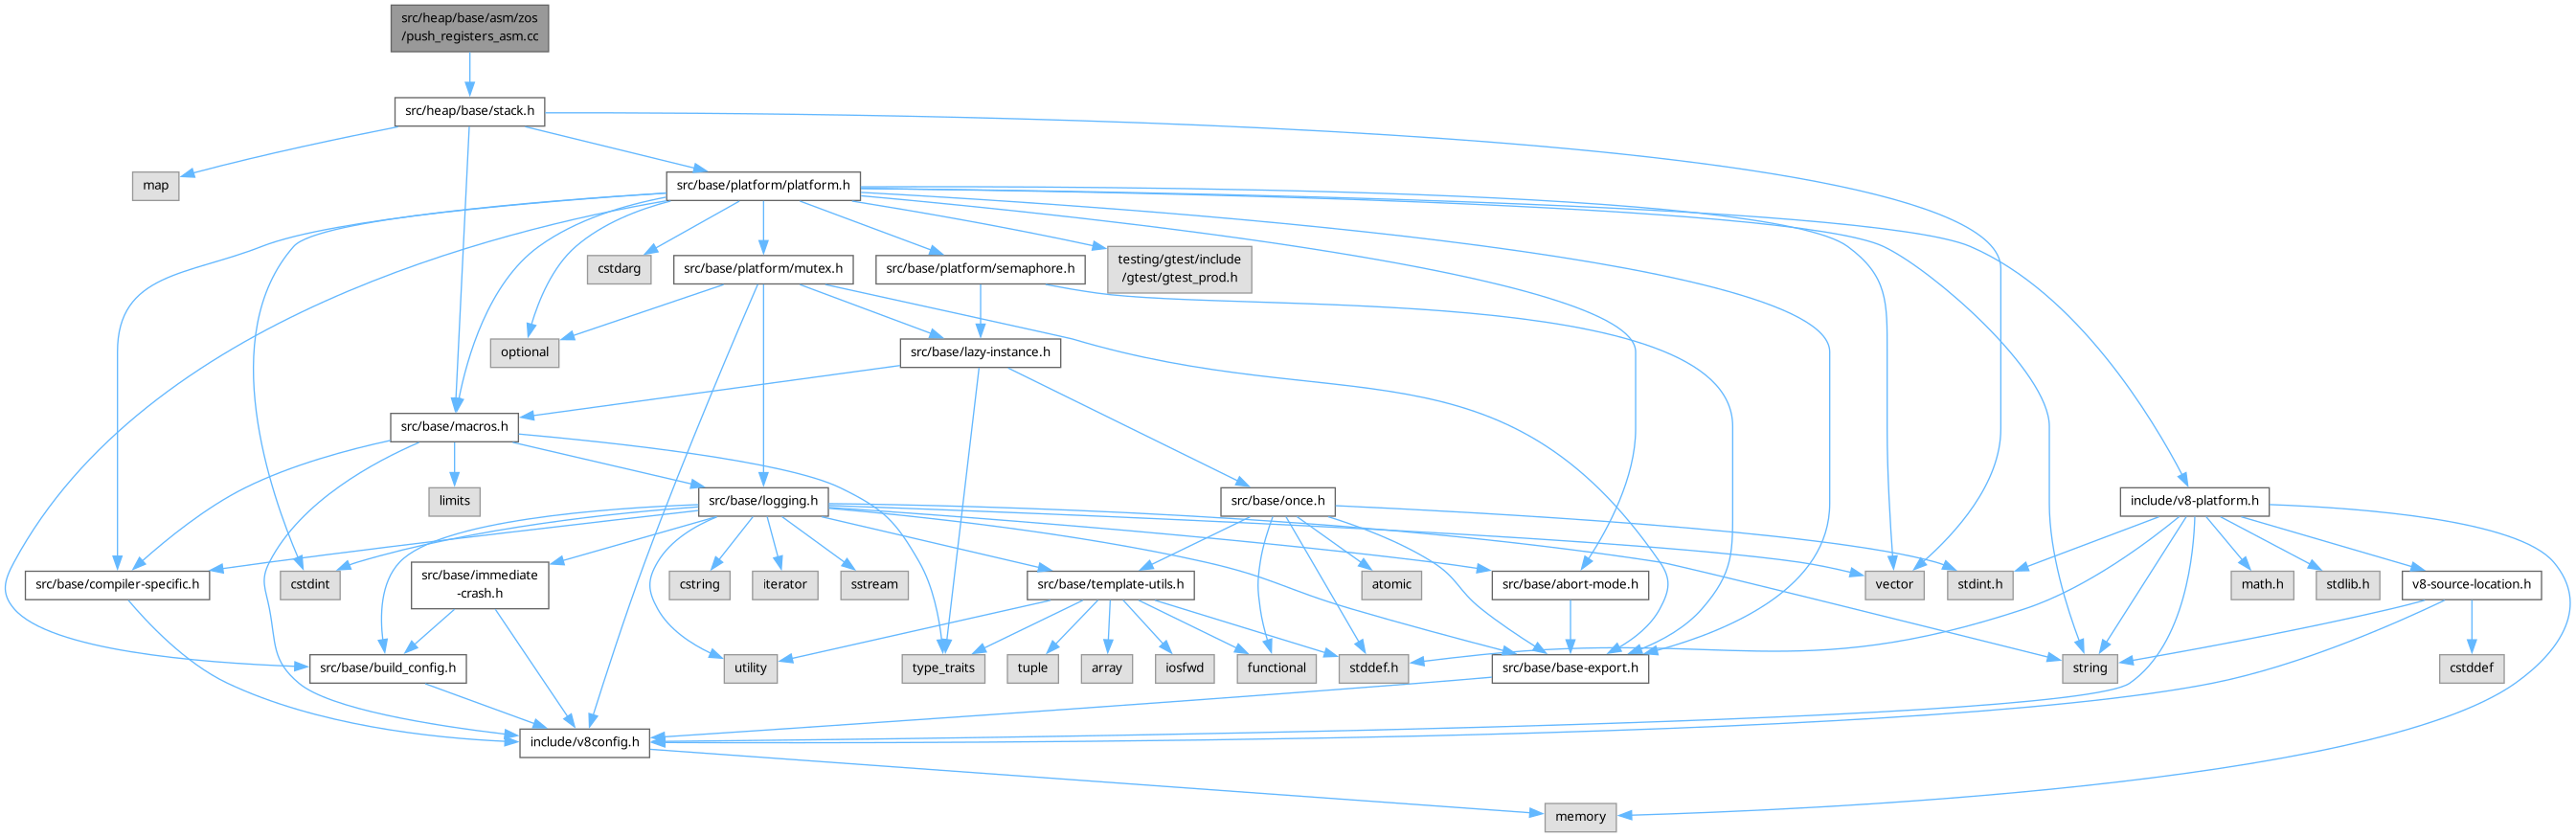 src/heap/base/asm/zos
/push_registers_asm.cc
src/heap/base/stack.h
map
src/base/platform/platform.h
cstdarg
src/base/platform/mutex.h
src/base/platform/semaphore.h
testing/gtest/include
/gtest/gtest_prod.h
optional
src/base/lazy-instance.h
src/base/macros.h
limits
src/base/logging.h
src/base/once.h
include/v8-platform.h
src/base/compiler-specific.h
cstdint
src/base/immediate
-crash.h
cstring
iterator
sstream
src/base/template-utils.h
atomic
src/base/abort-mode.h
vector
stdint.h
math.h
stdlib.h
v8-source-location.h
src/base/build_config.h
utility
type_traits
tuple
array
iosfwd
functional
stddef.h
src/base/base-export.h
string
cstddef
include/v8config.h
memory